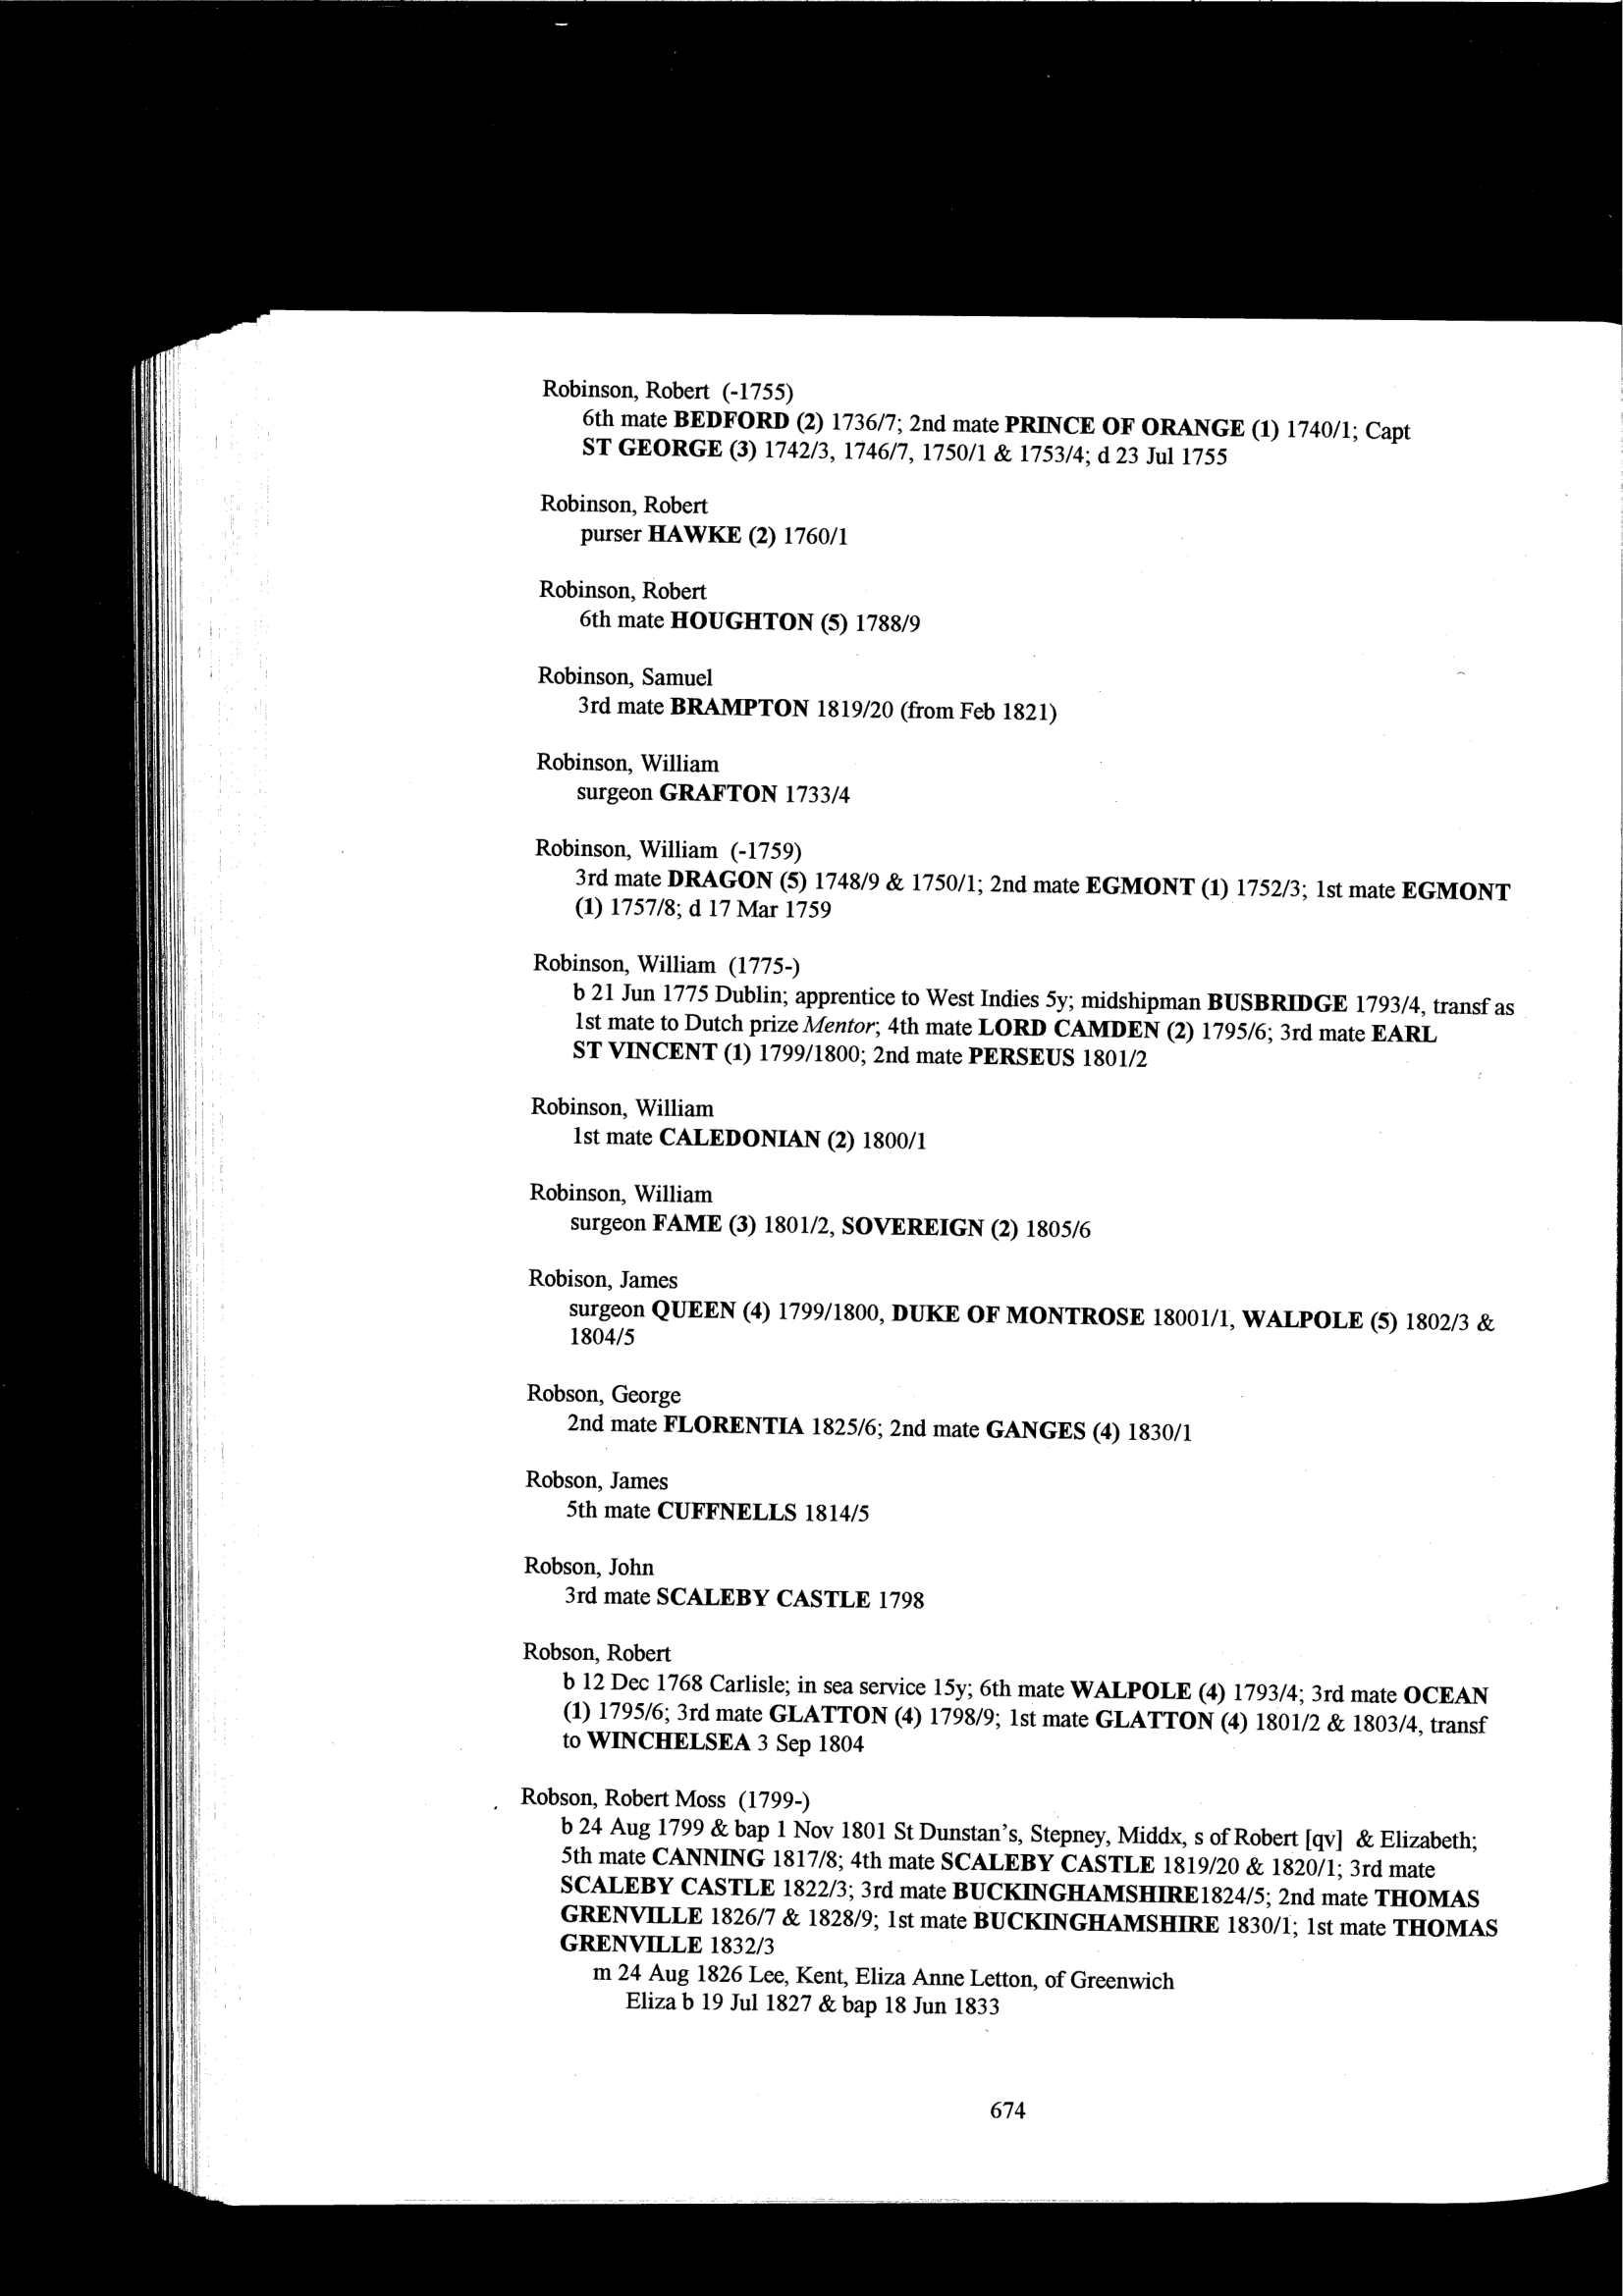 Robinson, Robert (-1755)
6th mate BEDFORD (2) 1736/7; 2nd mate PRINCE OF ORANGE (1) 1740/1; Capt
ST GEORGE (3) 1742/3, 1746/7, 1750/1 & 1753/4; d 23 Jul 1755
Robinson, Robert
purser HAWKE (2) 1760/1
Robinson, Robert
6th mate HOUGHTON (5) 1788/9
Robinson, Samuel
3rd mate BRAMPTON 1819/20 (from Feb 1821)
Robinson, William
surgeon GRAFTON 1733/4
Robinson, William (-1759)
3rd mate DRAGON (5) 1748/9 & 1750/1; 2nd mate EGMONT (1) 1752/3; 1st mate EGMONT
(1) 1757/8; d 17 Mar 1759
Robinson, William (1775-)
b 21 Jun 1775 Dublin; apprentice to West Indies 5y; midshipman BUSBRIDGE 1793/4, transf as
1st mate to Dutch prize Mentor; 4th mate LORD CAMDEN (2) 1795/6; 3rd mate EARL
ST VINCENT (1) 1799/1800; 2nd mate PERSEUS 1801/2
Robinson, William
1st mate CALEDONIAN (2) 1800/1
Robinson, William
surgeon FAME (3) 1801/2, SOVEREIGN (2) 1805/6
Robison, James
surgeon QUEEN (4) 1799/1800, DUKE OF MONTROSE 18001/1, WALPOLE (5) 1802/3 &
1804/5
Robson, George
2nd mate FLORENTIA 1825/6; 2nd mate GANGES (4) 1830/1
Robson, James
5th mate CUFFNELLS 1814/5
Robson, John
3rd mate SCALEBY CASTLE 1798
Robson, Robert
b 12 Dec 1768 Carlisle; in sea service 15y; 6th mate WALPOLE (4) 1793/4; 3rd mate OCEAN
(1) 1795/6; 3rd mate GLATTON (4) 1798/9; 1st mate GLATTON (4) 1801/2 & 1803/4, transf
to WINCHELSEA 3 Sep 1804
Robson, Robert Moss (1799-)
b 24 Aug 1799 & bap 1 Nov 1801 St Dunstan's, Stepney, Middx, s of Robert [qv] & Elizabeth;
5th mate CANNING 1817/8; 4th mate SCALEBY CASTLE 1819/20 & 1820/1; 3rd mate
SCALEBY CASTLE 1822/3; 3rd mate BUCKINGHAMSHIRE1824/5; 2nd mate THOMAS
GRENVILLE 1826/7 & 1828/9; 1st mate BUCKINGHAMSHIRE 1830/1; 1st mate THOMAS
GRENVILLE 1832/3
m 24 Aug 1826 Lee, Kent, Eliza Anne Letton, of Greenwich
Eliza b 19 Jul 1827 & bap 18 Jun 1833
674